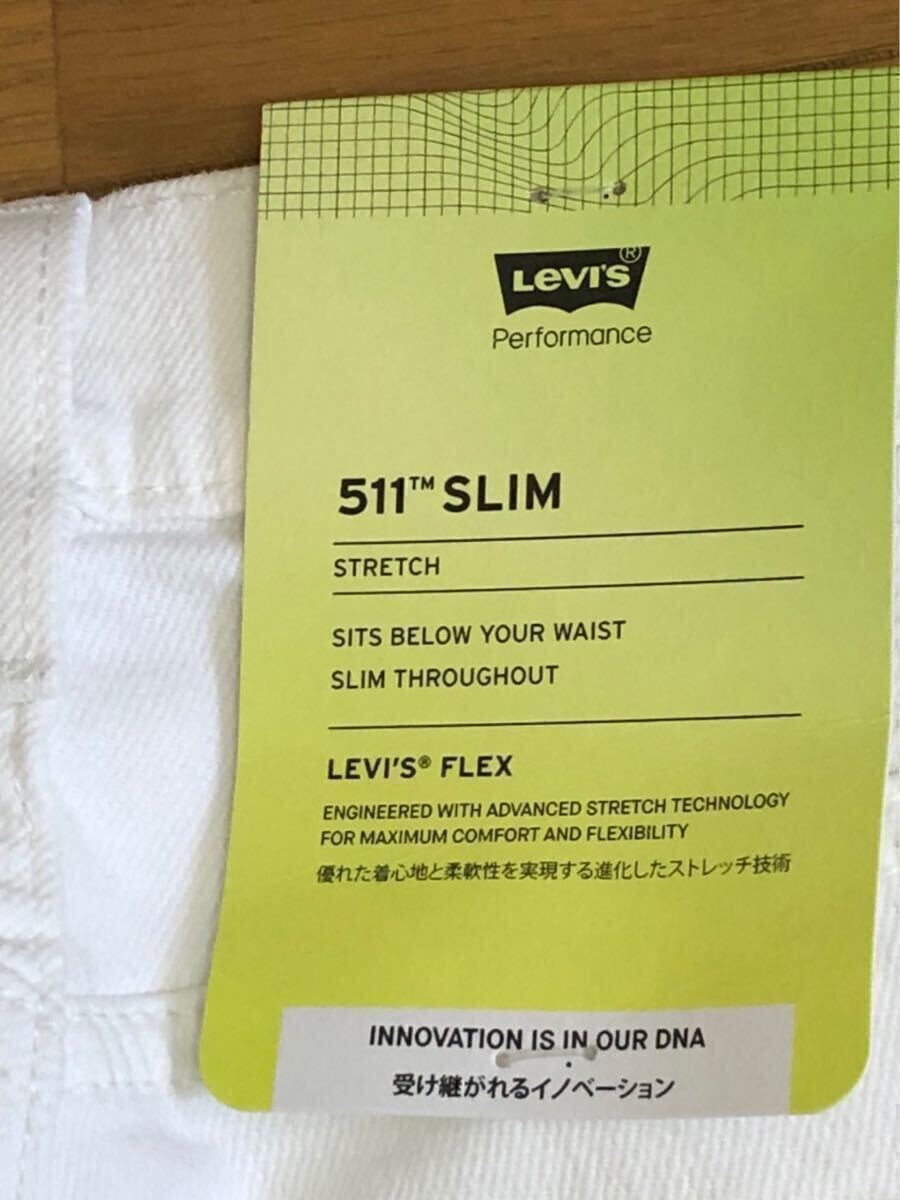 Levi's®
Performance
511™ SLIM
STRETCH
SITS BELOW YOUR WAIST
SLIM THROUGHOUT
LEVI'S® FLEX
ENGINEERED WITH ADVANCED STRETCH TECHNOLOGY
FOR MAXIMUM COMFORT AND FLEXIBILITY
優れた着心地と柔軟性を実現する進化したストレッチ技術
INNOVATION IS IN OUR DNA
受け継がれるイノベーション